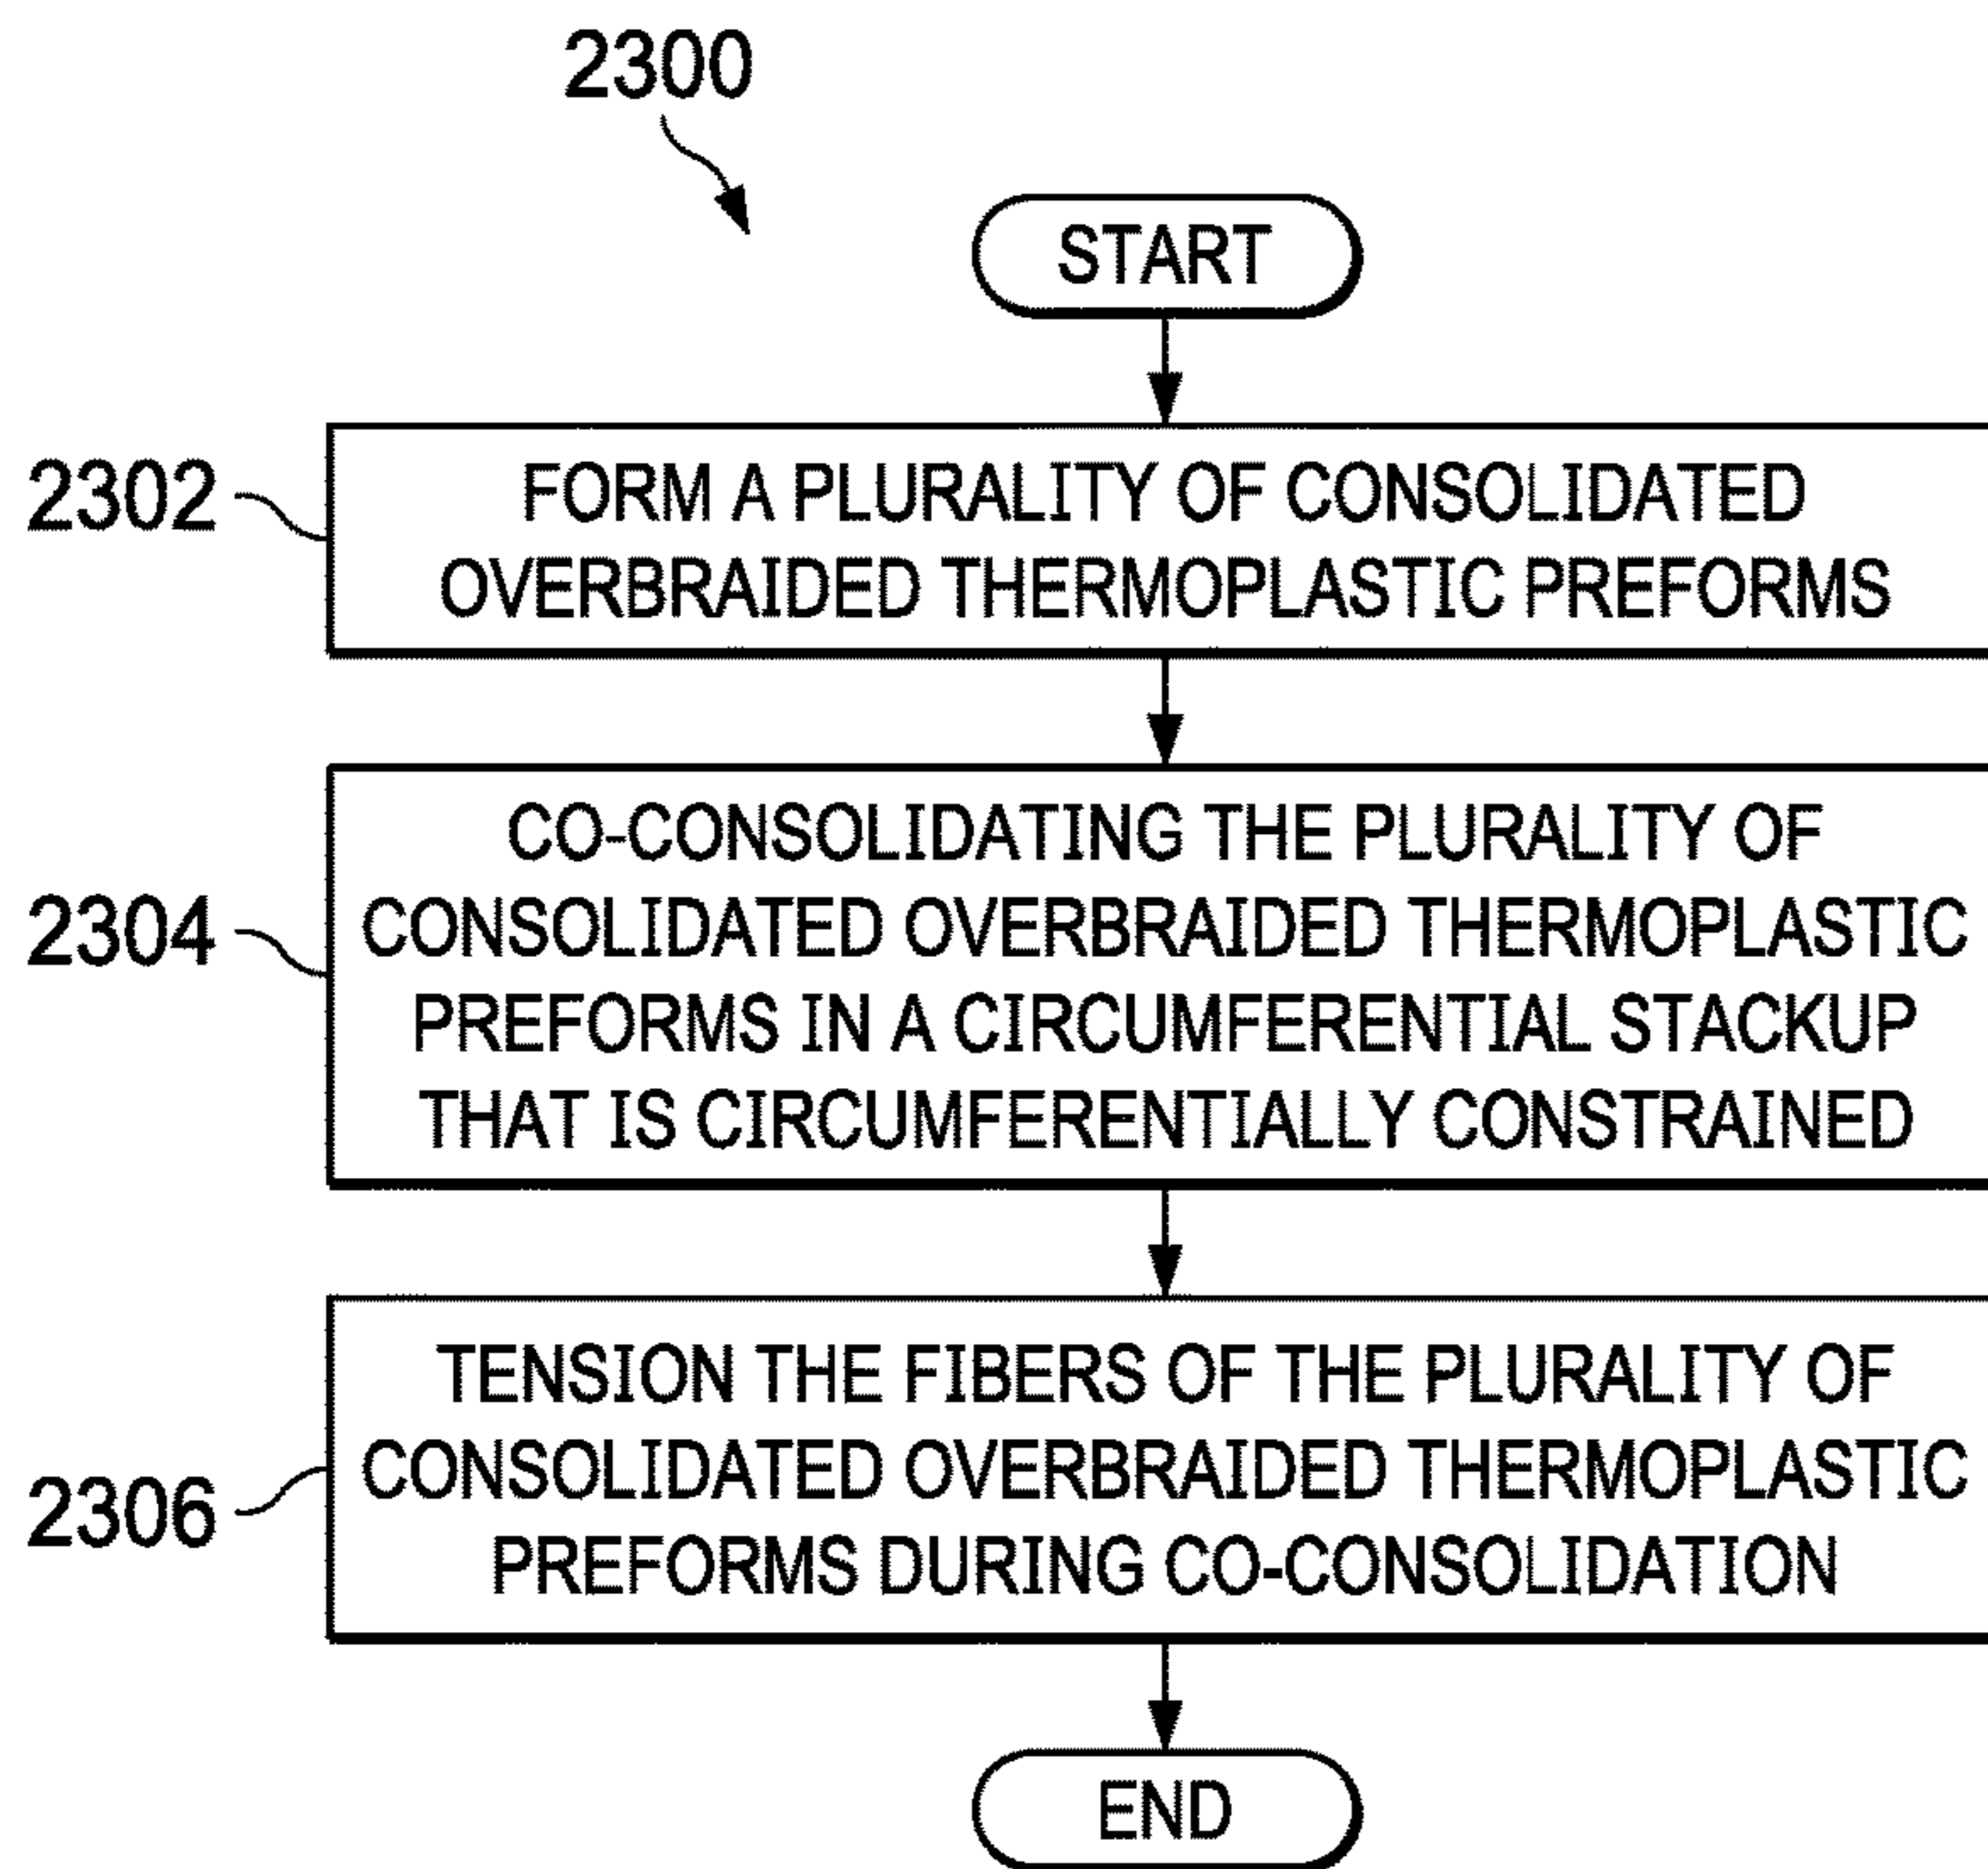 2300
START
2302
FORM A PLURALITY OF CONSOLIDATED
OVERBRAIDED THERMOPLASTIC PREFORMS
2304
CO-CONSOLIDATING THE PLURALITY OF
CONSOLIDATED OVERBRAIDED THERMOPLASTIC
PREFORMS IN A CIRCUMFERENTIAL STACKUP
THAT IS CIRCUMFERENTIALLY CONSTRAINED
2306
TENSION THE FIBERS OF THE PLURALITY OF
CONSOLIDATED OVERBRAIDED THERMOPLASTIC
PREFORMS DURING CO-CONSOLIDATION
END